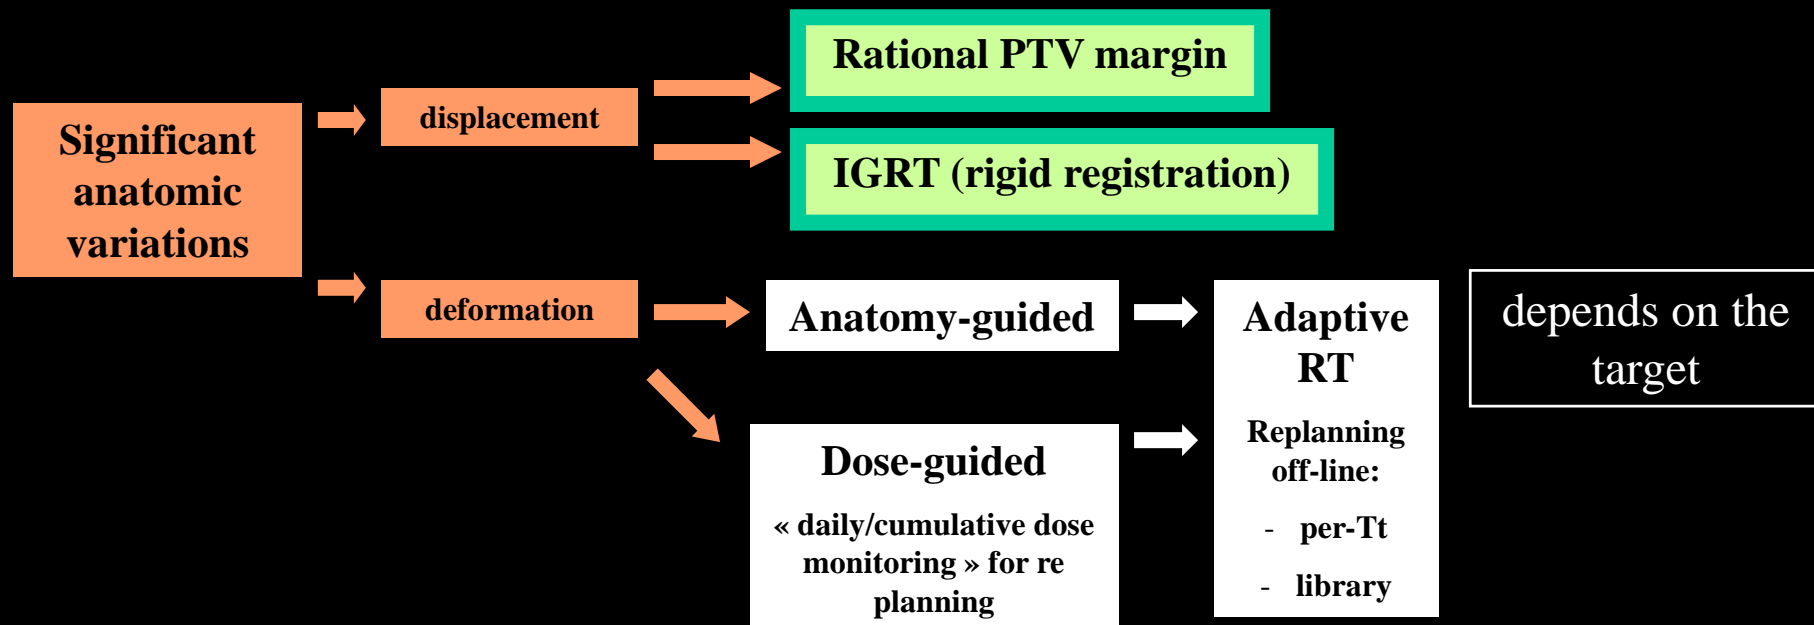 Significant
anatomic
variations
displacement
Rational PTV margin
IGRT (rigid registration)
deformation
Anatomy-guided
Dose-guided
« daily/cumulative dose
monitoring » for re
planning
Adaptive
RT
Replanning
off-line:
- per-Tt
- library
depends on the
target